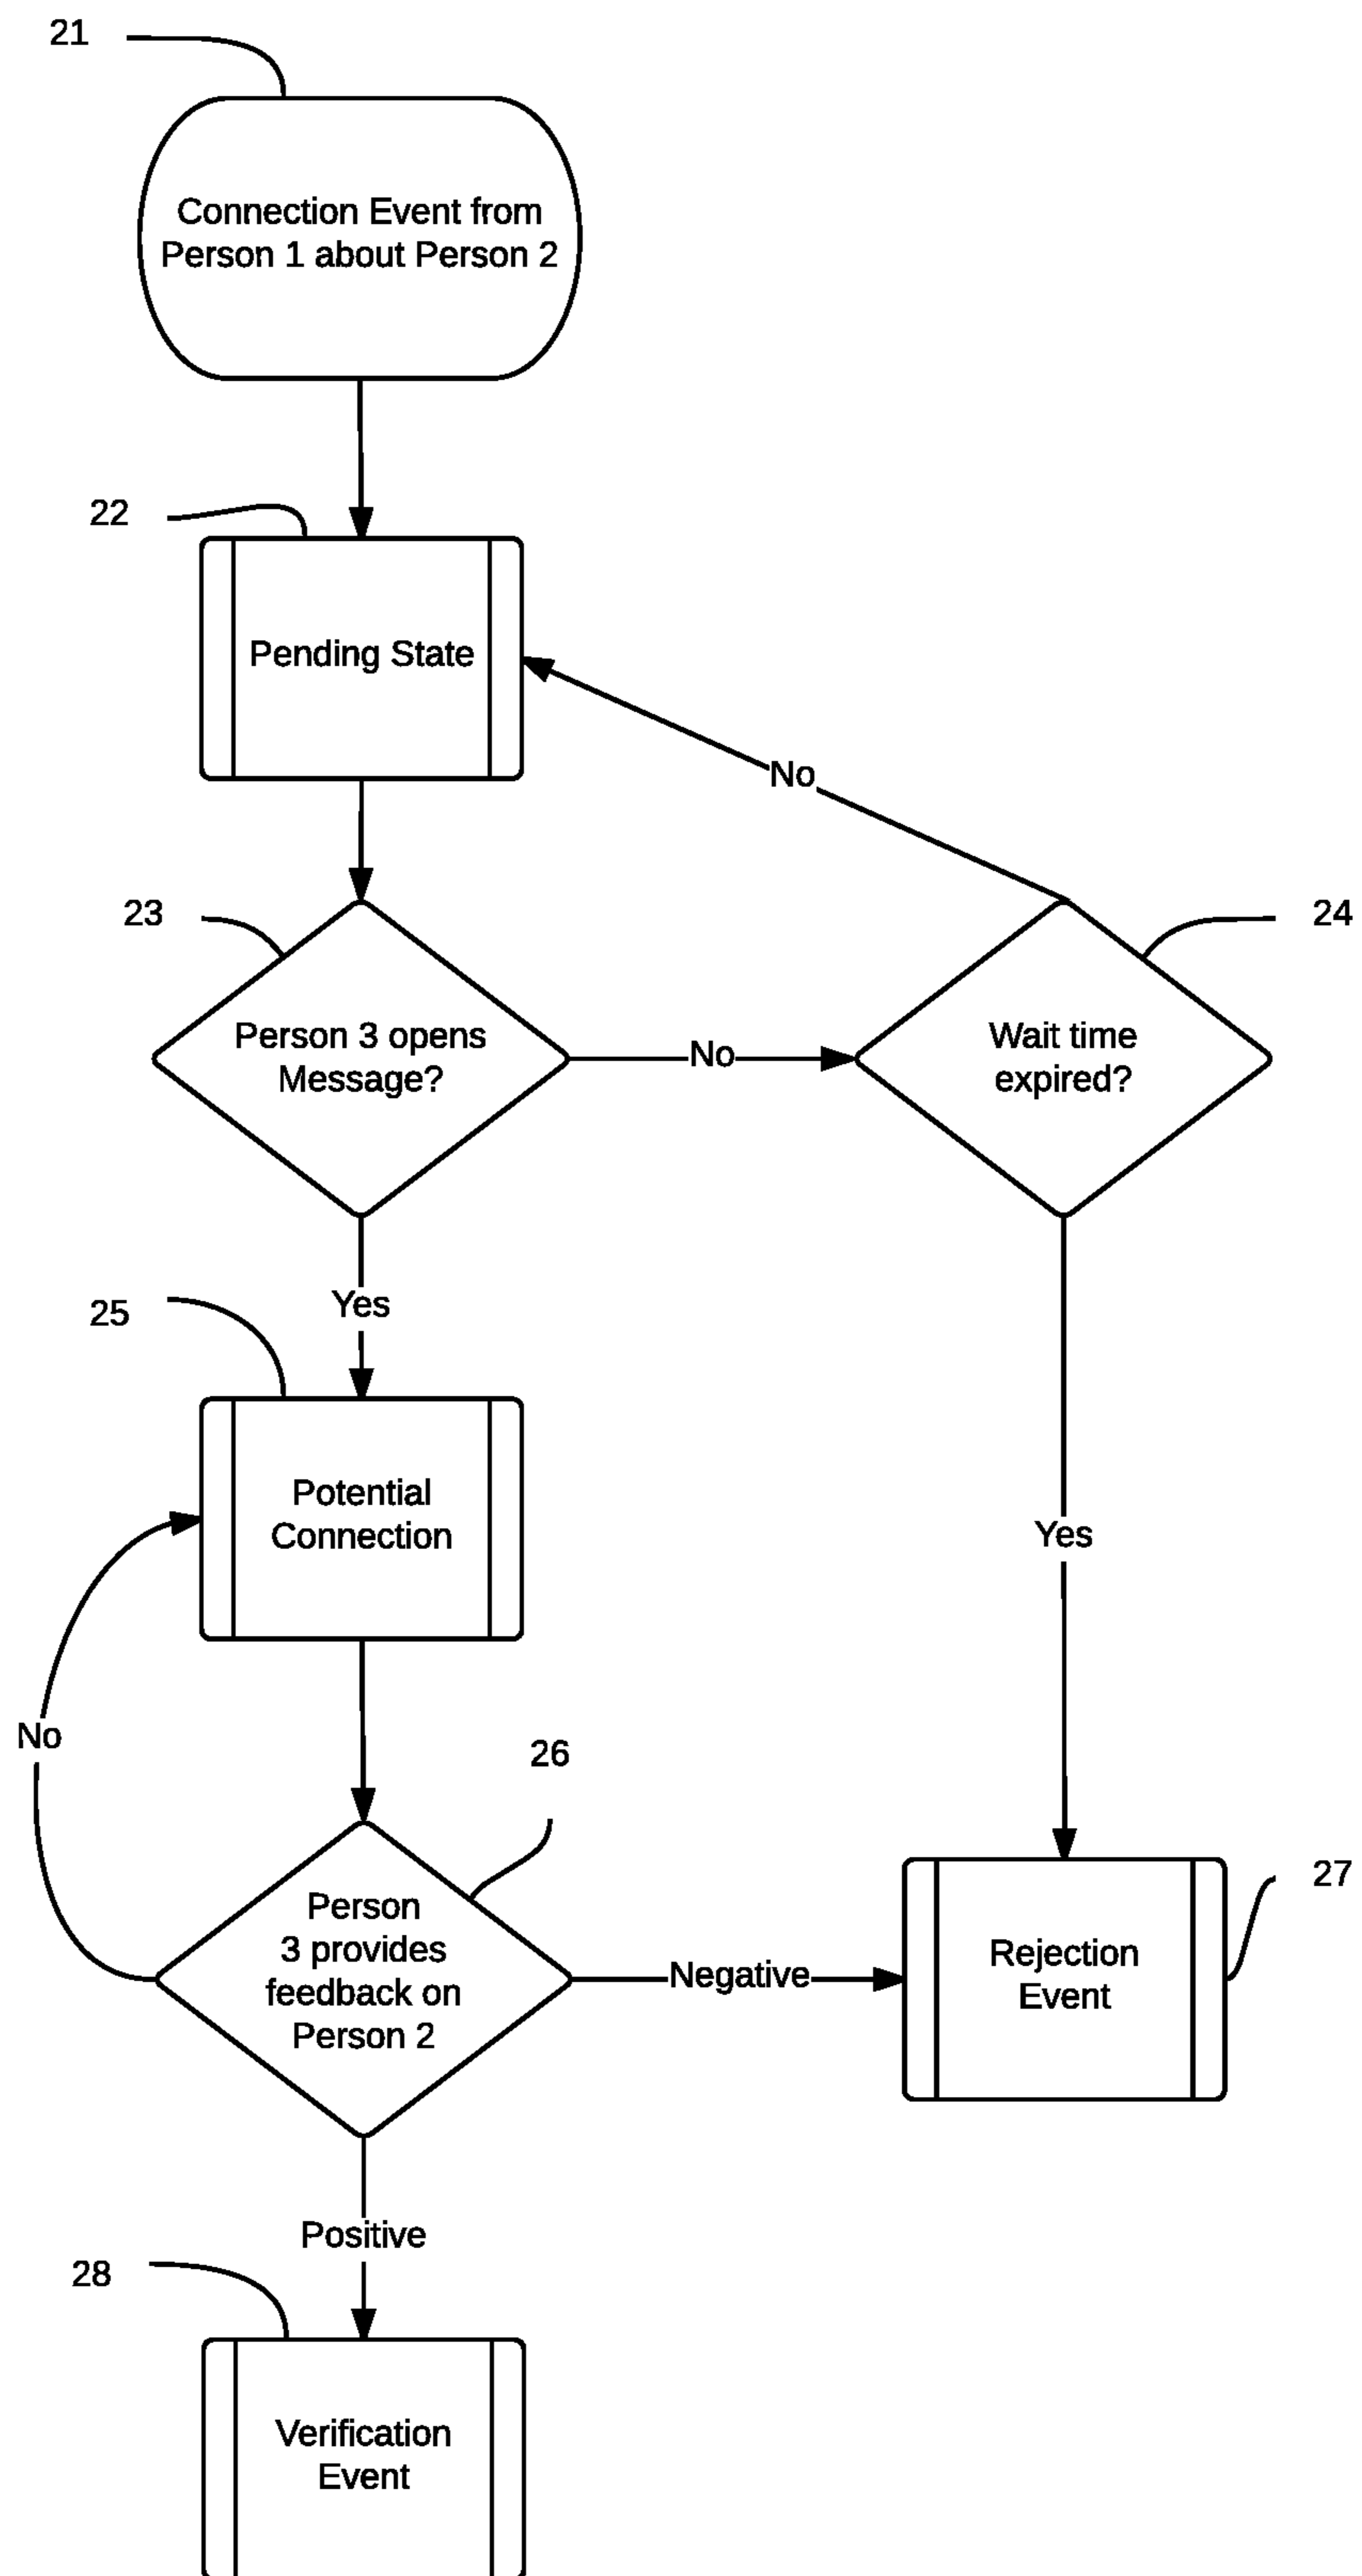 21
Connection Event from
Person 1 about Person 2
22
Pending State
No
23
24
Person 3 opens
Message?
No
Wait time
expired?
Yes
25
Potential
Connection
Yes
No
26
27
Person
3 provides
feedback on
Person 2
Negative
Rejection
Event
Positive
28
Verification
Event